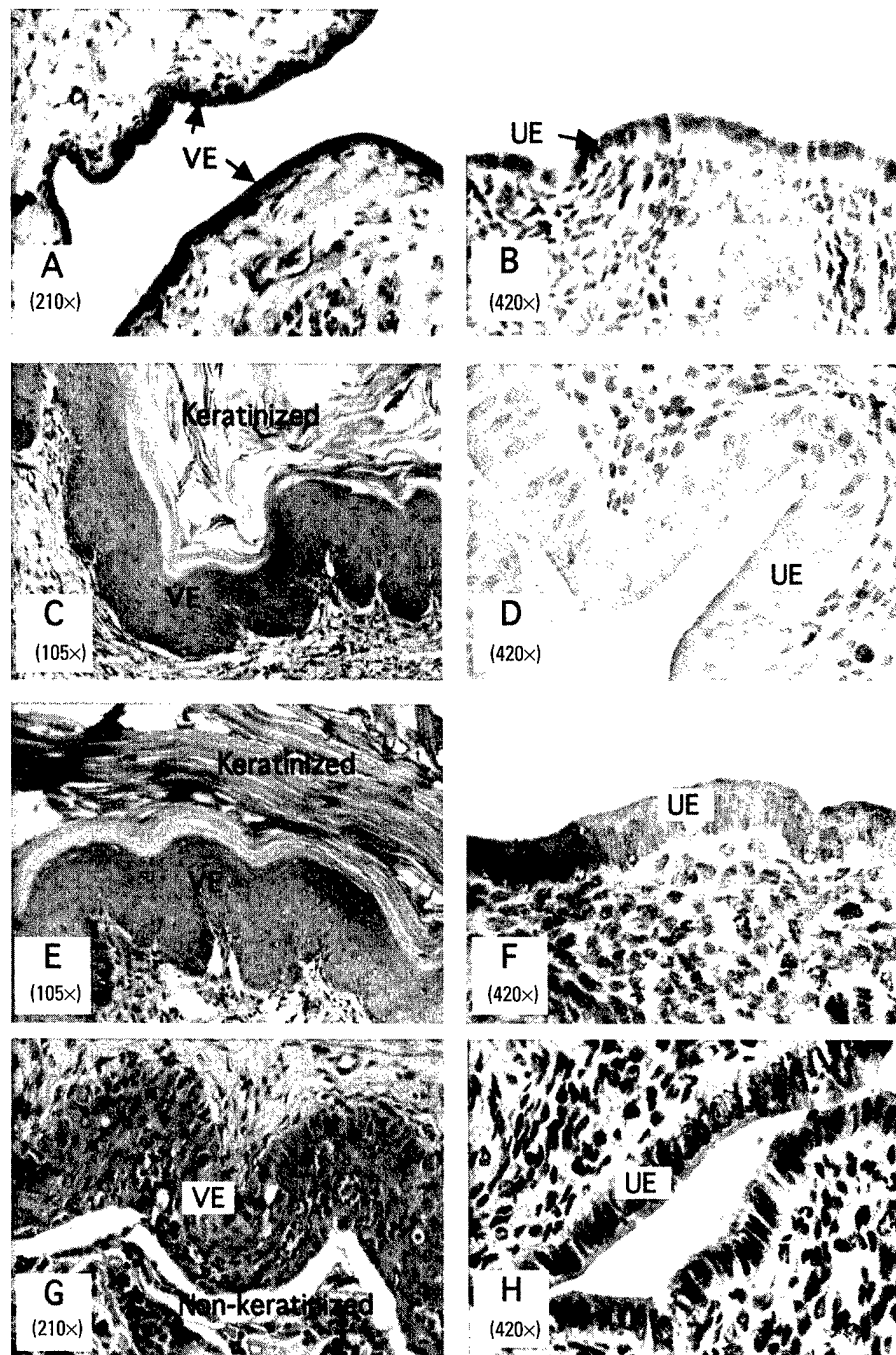 VE
A
(210×)
UE
B
(420×)
Keratinized
VE
C
(105×)
UE
D
(420×)
Keratinized
VE
E
(105×)
UE
F
(420×)
VE
G
(210×)
Non-keratinized
UE
H
(420×)